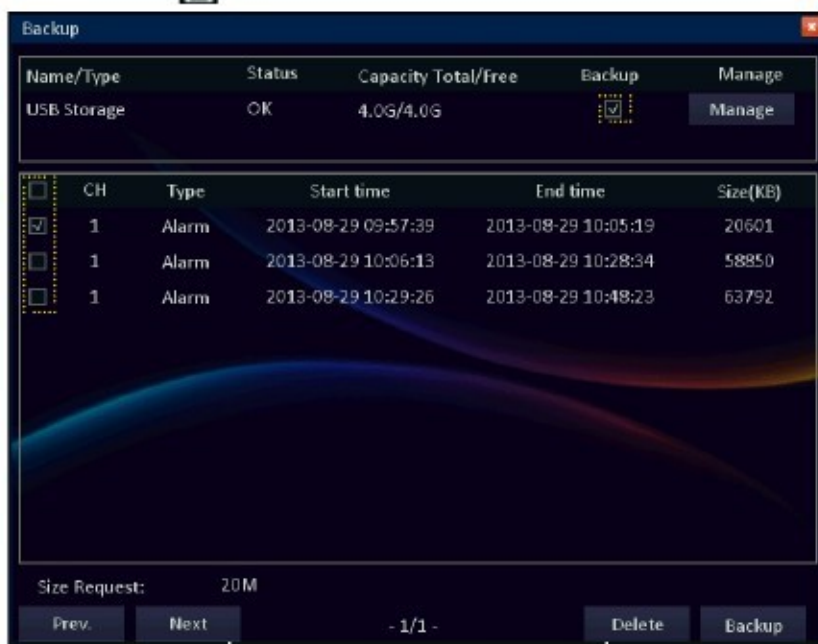 Backup
Name/Type Status Capacity Total/Free Backup Manage
USB Storage OK 4.0G/4.0G Manage
CH Type Start time End time Size(KB)
1 Alarm 2013-08-29 09:57:39 2013-08-29 10:05:19 20601
1 Alarm 2013-08-29 10:06:13 2013-08-29 10:28:34 58850
1 Alarm 2013-08-29 10:29:26 2013-08-29 10:48:23 63792
Size Request: 20M
Prev. Next - 1/1 - Delete Backup